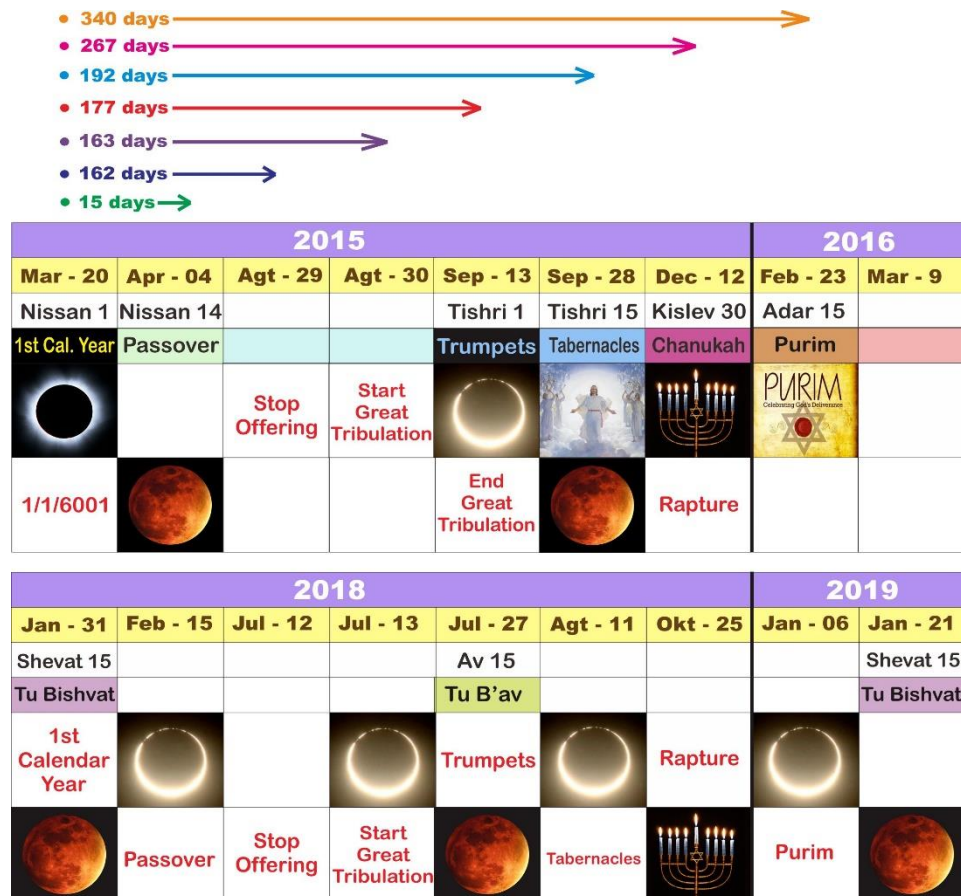 • 340 days
• 267 days
• 192 days
• 177 days
• 163 days
• 162 days
• 15 days
2015 2016
Mar - 20 Apr - 04 Agt - 29 Agt - 30 Sep - 13 Sep - 28 Dec - 12 Feb - 23 Mar - 9
Nissan 1 Nissan 14 Tishri 1 Tishri 15 Kislev 30 Adar 15
1st Cal. Year Passover Trumpets Tabernacles Chanukah Purim
Stop
Offering
Start
Great
Tribulation
PURIM
Celebrating God's Deliverance
1/1/6001
End
Great
Tribulation
Rapture
2018 2019
Jan - 31 Feb - 15 Jul - 12 Jul - 13 Jul - 27 Agt - 11 Okt - 25 Jan - 06 Jan - 21
Shevat 15 Av 15 Shevat 15
Tu Bishvat Tu B'av Tu Bishvat
1st
Calendar
Year
Trumpets
Rapture
Passover
Stop
Offering
Start
Great
Tribulation
Tabernacles
Purim